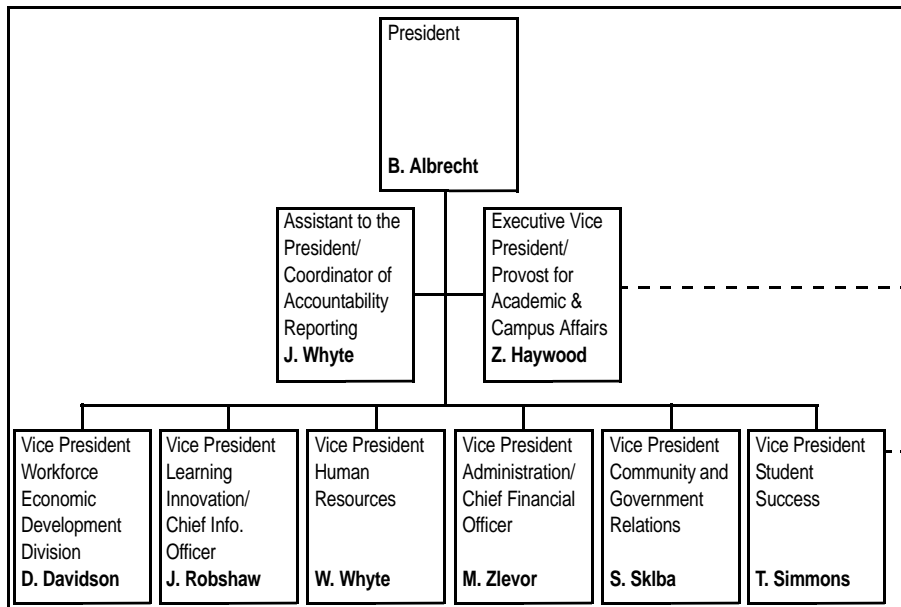 President
B. Albrecht
Assistant to the
President/
Coordinator of
Accountability
Reporting
J. Whyte
Executive Vice
President/
Provost for
Academic &
Campus Affairs
Z. Haywood
Vice President
Workforce
Economic
Development
Division
D. Davidson
Vice President
Learning
Innovation/
Chief Info.
Officer
J. Robshaw
Vice President
Human
Resources
W. Whyte
Vice President
Administration/
Chief Financial
Officer
M. Zlevor
Vice President
Community and
Government
Relations
S. Sklba
Vice President
Student
Success
T. Simmons